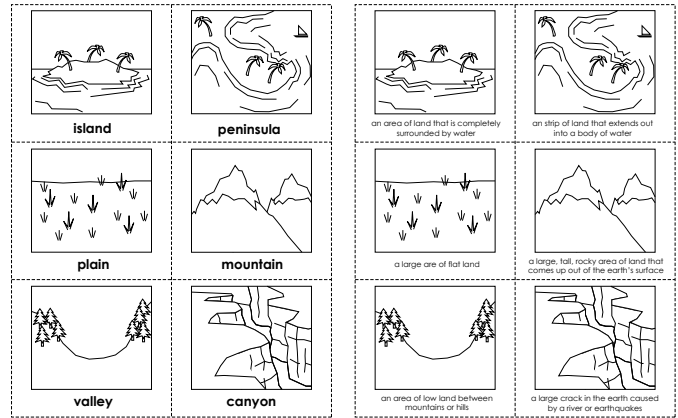 island
peninsula
an area of land that is completely
surrounded by water
an strip of land that extends out
into a body of water
plain
mountain
a large are of flat land
a large, tall, rocky area of land that
comes up out of the earth's surface
valley
canyon
an area of low land between
mountains or hills
a large crack in the earth caused
by a river or earthquakes